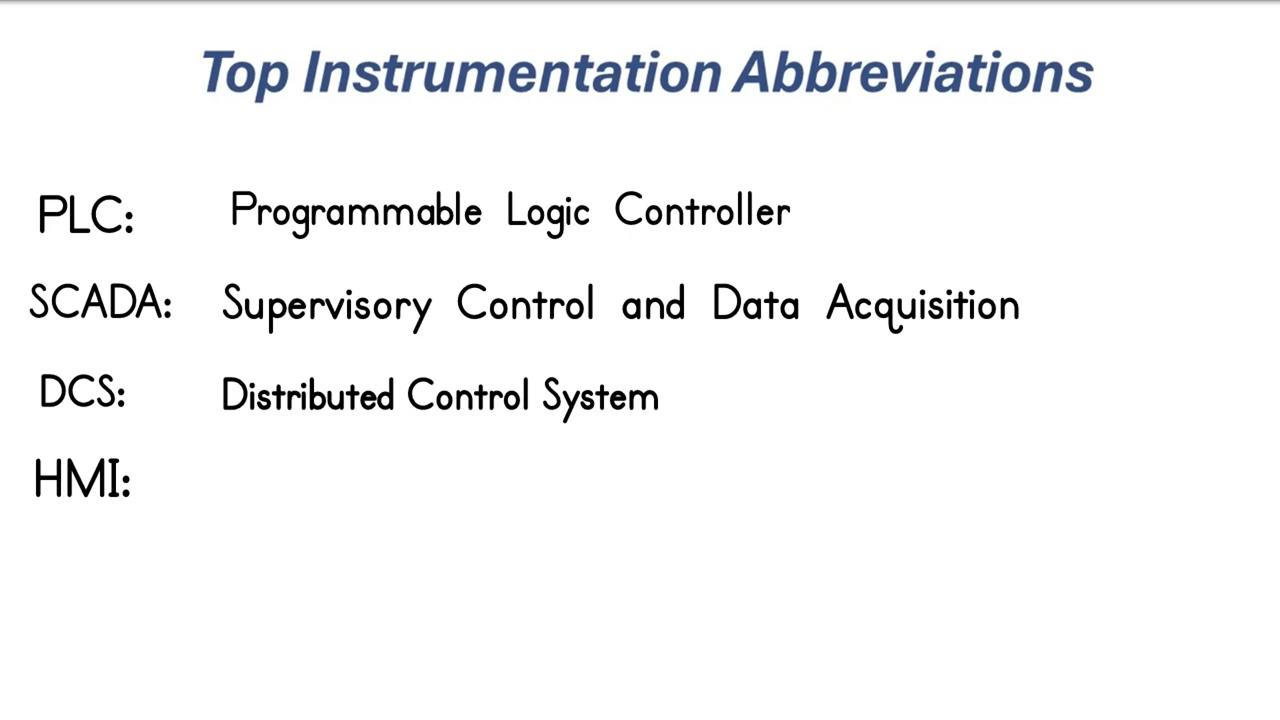 Top Instrumentation Abbreviations
PLC: Programmable Logic Controller
SCADA: Supervisory Control and Data Acquisition
DCS: Distributed Control System
HMI: